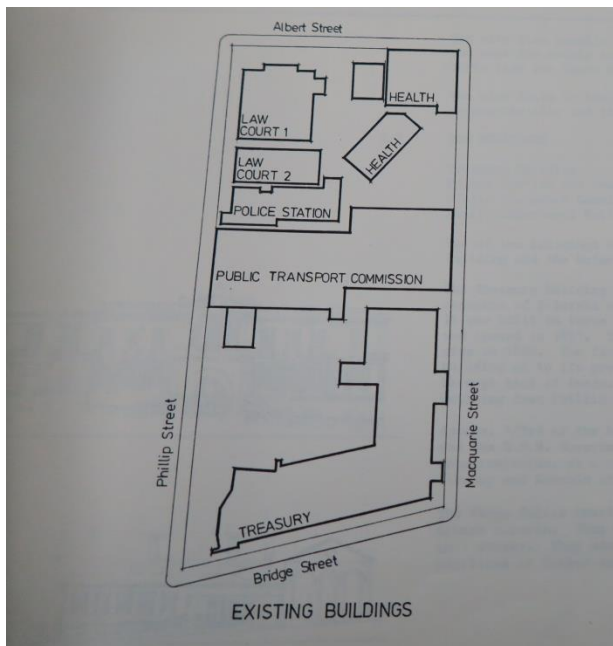 Albert Street
HEALTH
LAW
COURT 1
HEALTH
LAW
COURT 2
POLICE STATION
PUBLIC TRANSPORT COMMISSION
Phillip Street
Macquarie Street
TREASURY
Bridge Street
EXISTING BUILDINGS